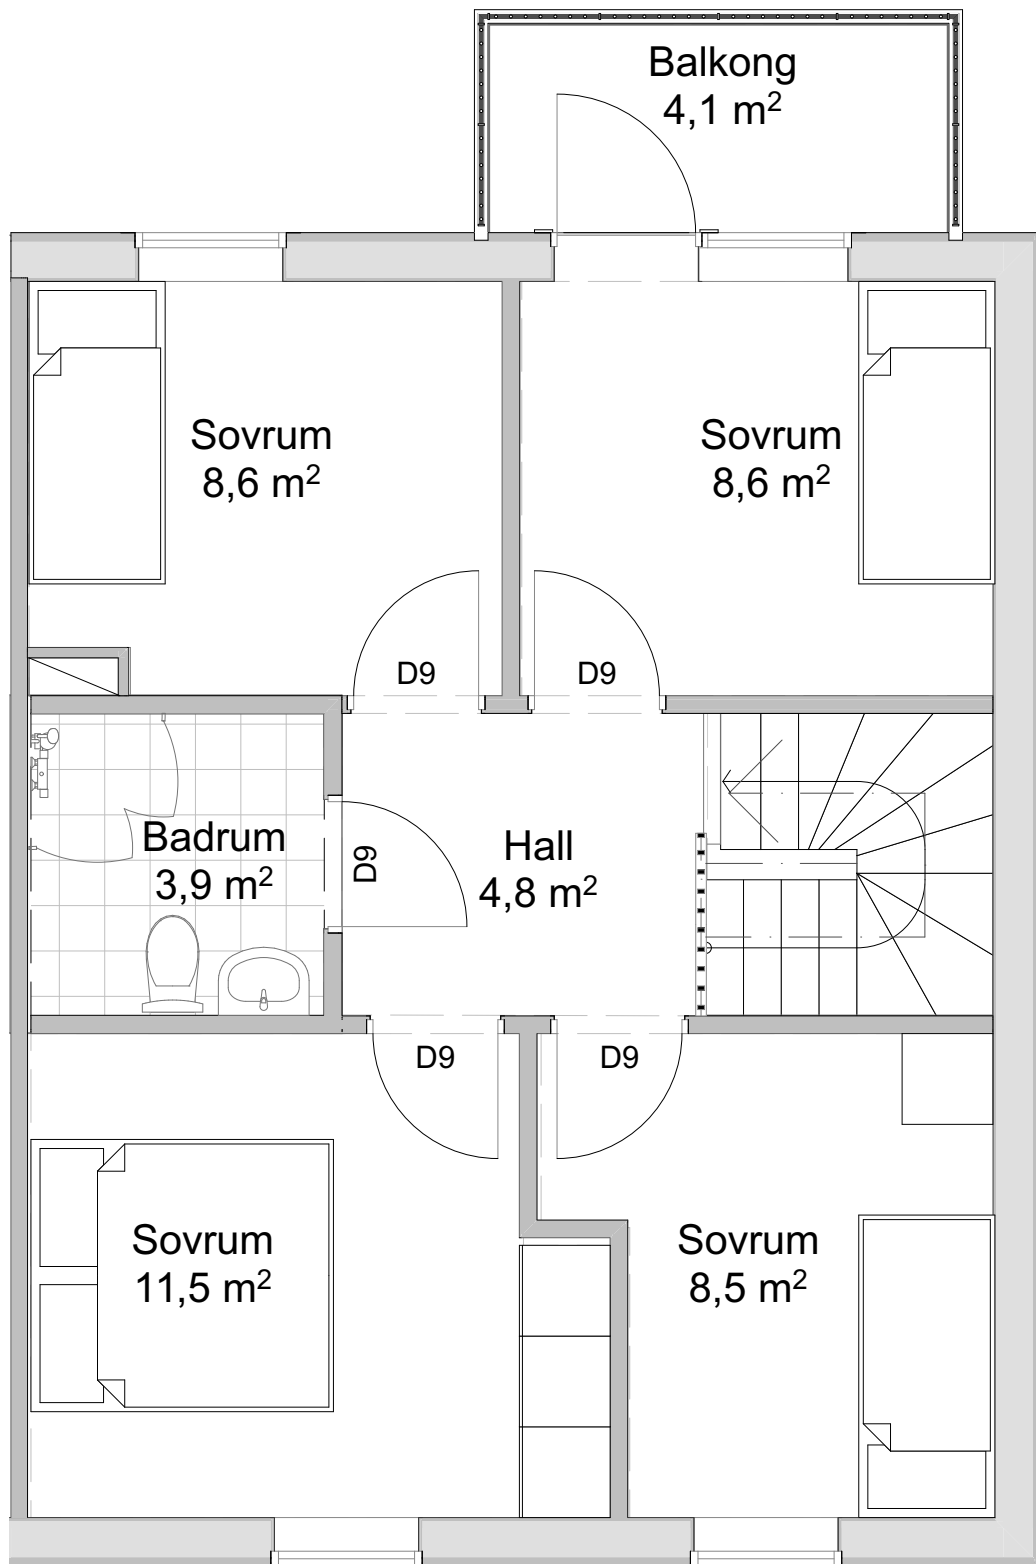 Balkong
4,1 m²
Sovrum
8,6 m²
Sovrum
8,6 m²
D9
D9
Badrum
3,9 m²
D9
Hall
4,8 m²
D9
D9
Sovrum
11,5 m²
Sovrum
8,5 m²